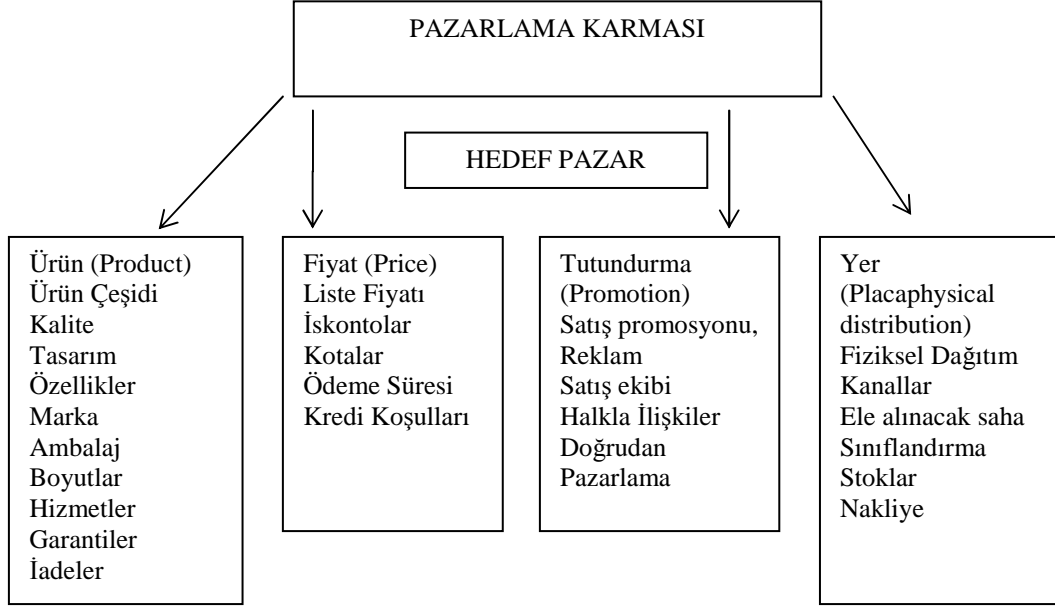 PAZARLAMA KARMASI
HEDEF PAZAR
Ürün (Product)
Ürün Çeşidi
Kalite
Tasarım
Özellikler
Marka
Ambalaj
Boyutlar
Hizmetler
Garantiler
İadeler
Fiyat (Price)
Liste Fiyatı
İskontolar
Kotalar
Ödeme Süresi
Kredi Koşulları
Tutundurma
(Promotion)
Satış promosyonu,
Reklam
Satış ekibi
Halkla İlişkiler
Doğrudan
Pazarlama
Yer
(Placaphysical
distribution)
Fiziksel Dağıtım
Kanallar
Ele alınacak saha
Sınıflandırma
Stoklar
Nakliye